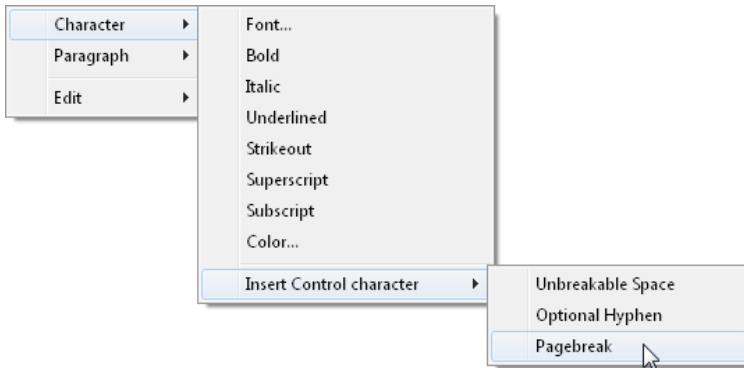 Character
Paragraph
Edit
Font...
Bold
Italic
Underlined
Strikeout
Superscript
Subscript
Color...
Insert Control character
Unbreakable Space
Optional Hyphen
Pagebreak